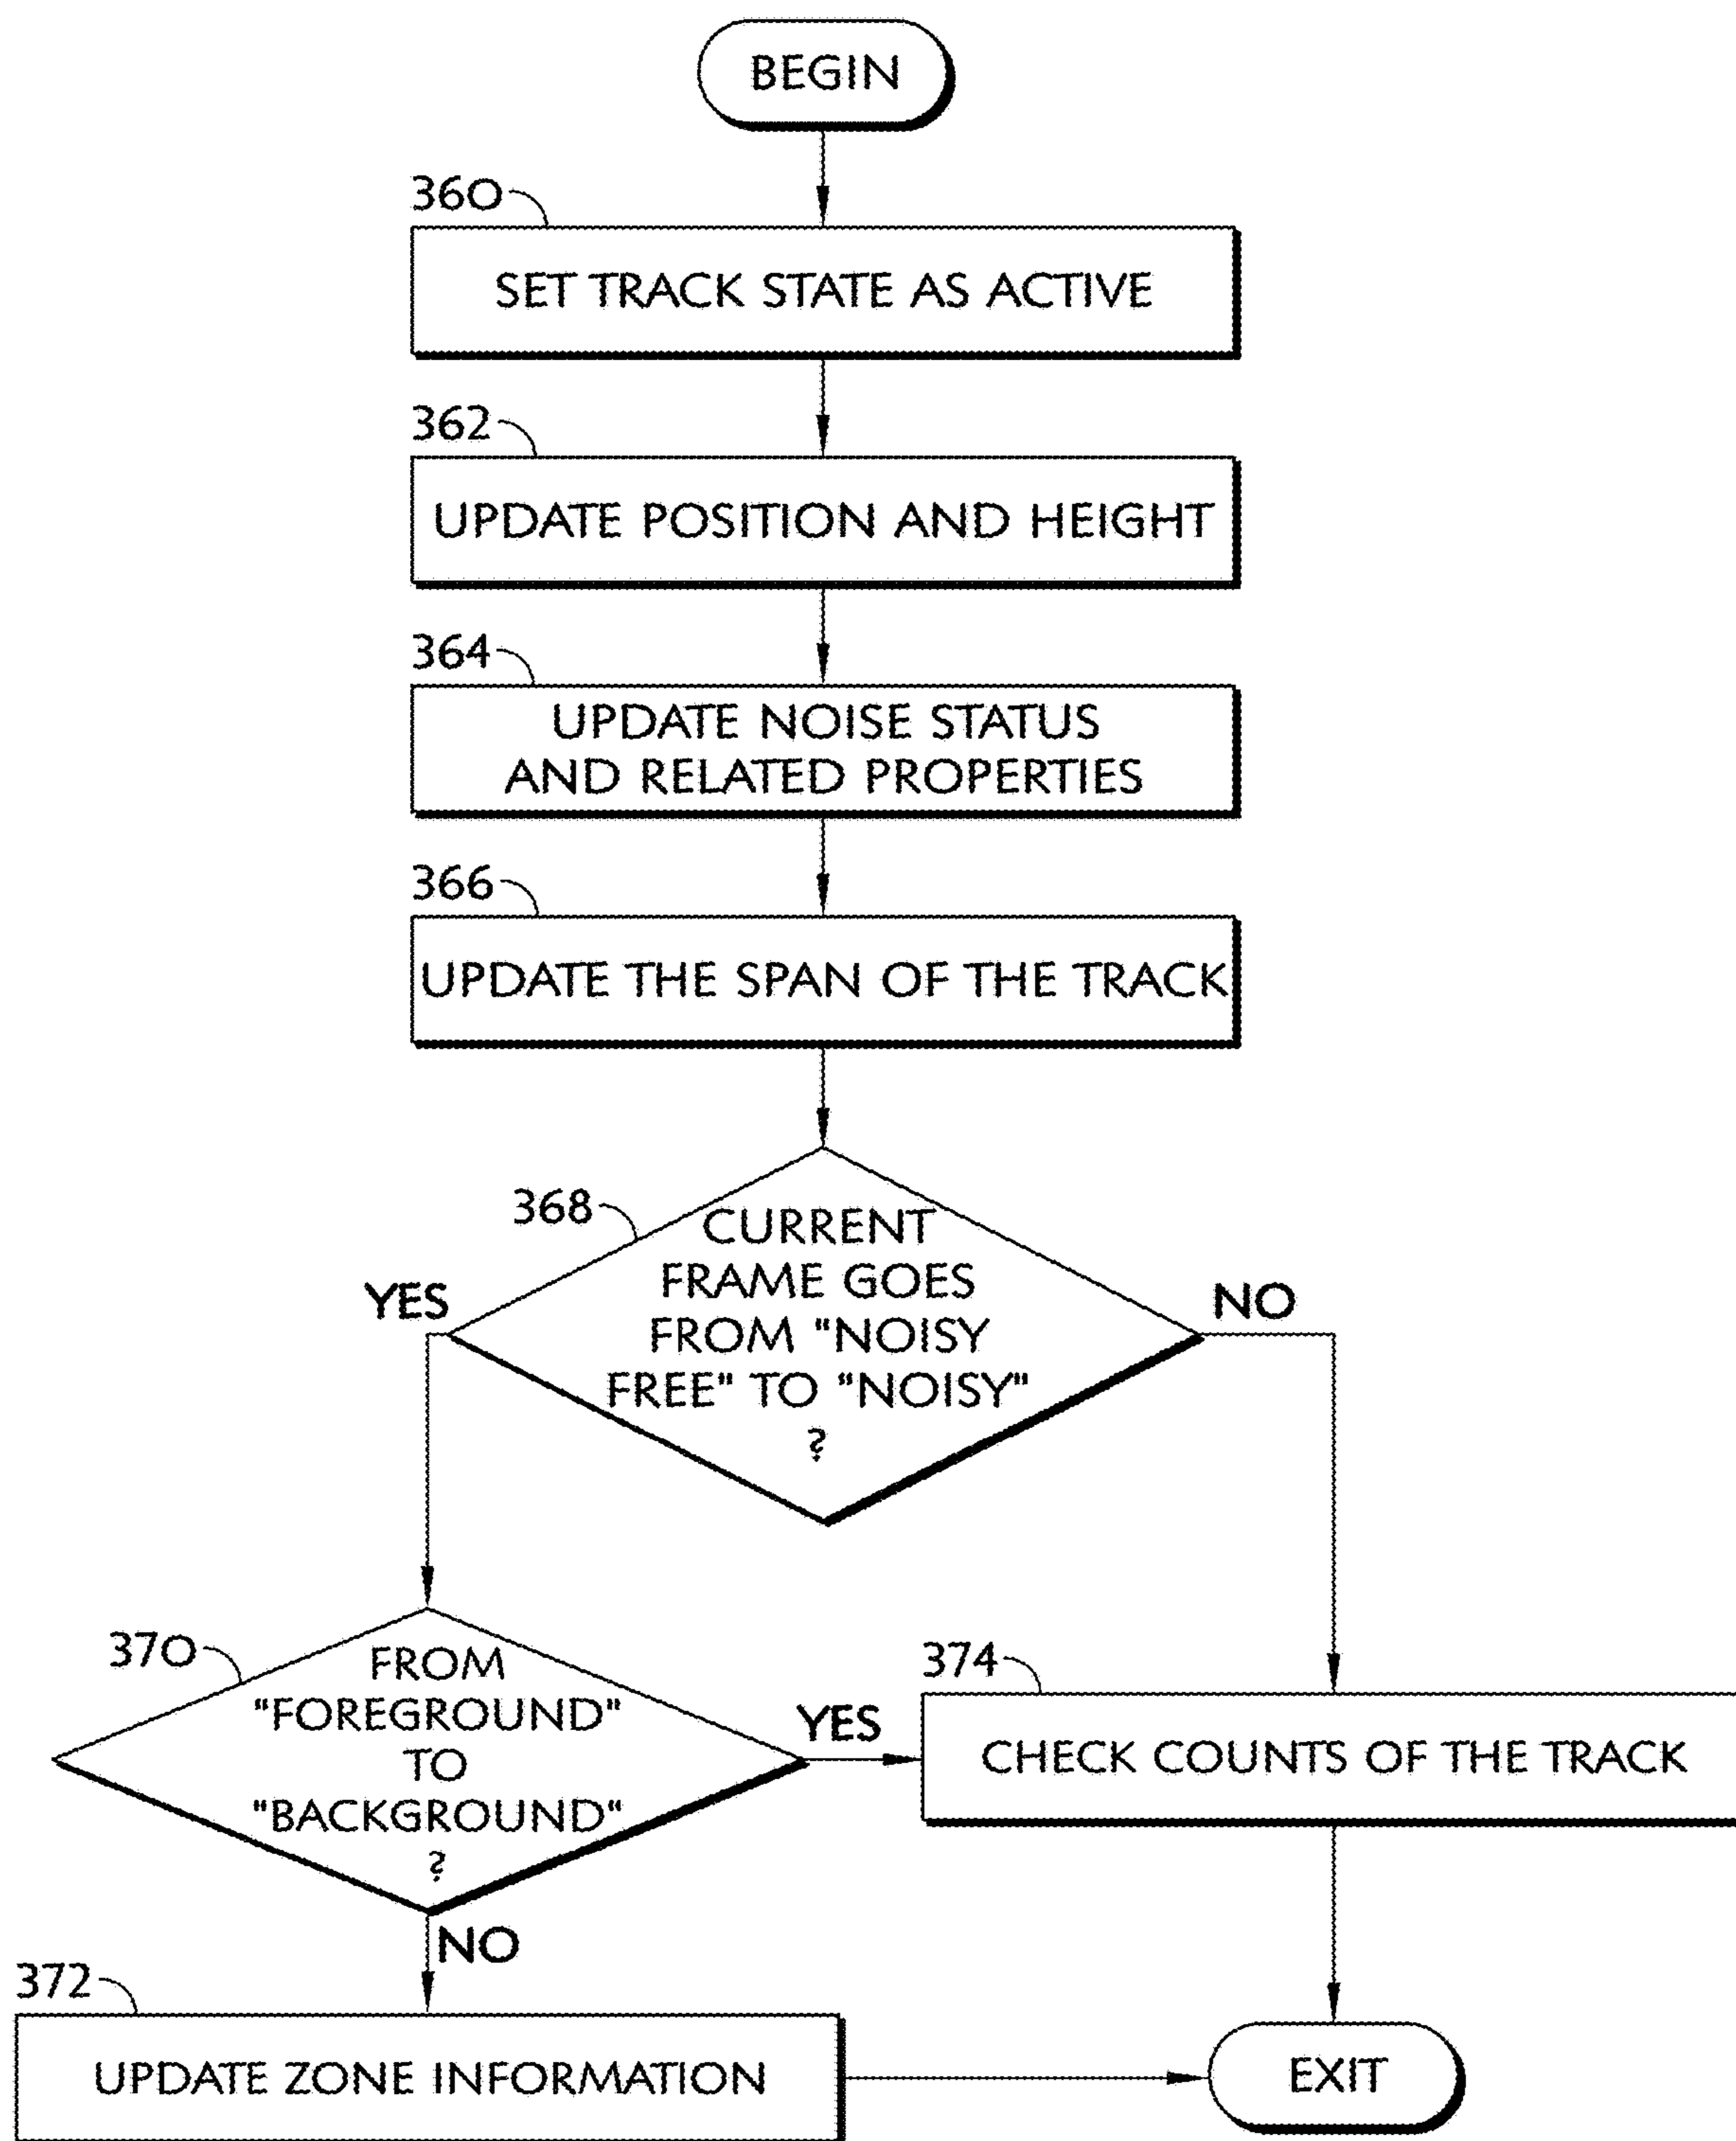 BEGIN
360
SET TRACK STATE AS ACTIVE
362
UPDATE POSITION AND HEIGHT
364
UPDATE NOISE STATUS
AND RELATED PROPERTIES
366
UPDATE THE SPAN OF THE TRACK
368
CURRENT
FRAME GOES
FROM "NOISY
FREE" TO "NOISY"
?
YES
NO
370
FROM
"FOREGROUND"
TO
"BACKGROUND"
?
YES
374
CHECK COUNTS OF THE TRACK
NO
372
UPDATE ZONE INFORMATION
EXIT